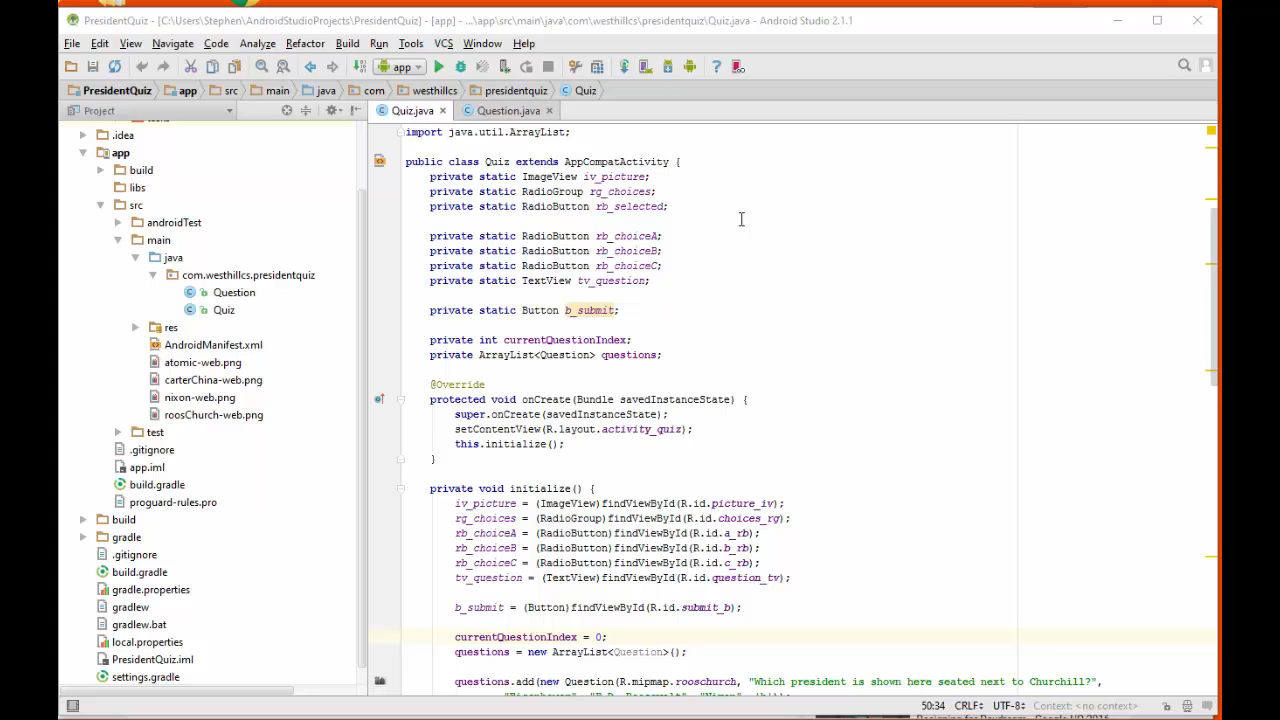 PresidentQuiz - [C:\Users\Stephen\AndroidStudioProjects\PresidentQuiz] - [app] - ...\app\src\main\java\com\westhillcs\presidentquiz\Quiz.java - Android Studio 2.1.1
File Edit View Navigate Code Analyze Refactor Build Run Tools VCS Window Help
app
PresidentQuiz app src main java com westhillcs presidentquiz Quiz
Project
Quiz.java Question.java
.idea
app
build
libs
src
androidTest
main
java
com.westhillcs.presidentquiz
Question
Quiz
res
AndroidManifest.xml
atomic-web.png
carterChina-web.png
nixon-web.png
roosChurch-web.png
test
.gitignore
app.iml
build.gradle
proguard-rules.pro
build
gradle
.gitignore
build.gradle
gradle.properties
gradlew
gradlew.bat
local.properties
PresidentQuiz.iml
settings.gradle
import java.util.ArrayList;
public class Quiz extends AppCompatActivity {
private static ImageView iv_picture;
private static RadioGroup rg_choices;
private static RadioButton rb_selected;
private static RadioButton rb_choiceA;
private static RadioButton rb_choiceB;
private static RadioButton rb_choiceC;
private static TextView tv_question;
private static Button b_submit;
private int currentQuestionIndex;
private ArrayList<Question> questions;
@Override
protected void onCreate(Bundle savedInstanceState) {
super.onCreate(savedInstanceState);
setContentView(R.layout.activity_quiz);
this.initialize();
}
private void initialize() {
iv_picture = (ImageView)findViewById(R.id.picture_iv);
rg_choices = (RadioGroup)findViewById(R.id.choices_rg);
rb_choiceA = (RadioButton)findViewById(R.id.a_rb);
rb_choiceB = (RadioButton)findViewById(R.id.b_rb);
rb_choiceC = (RadioButton)findViewById(R.id.c_rb);
tv_question = (TextView)findViewById(R.id.question_tv);
b_submit = (Button)findViewById(R.id.submit_b);
currentQuestionIndex = 0;
questions = new ArrayList<Question>();
questions.add(new Question(R.mipmap.rooschurch, "Which president is shown here seated next to Churchill?",
50:34 CRLF÷ UTF-8÷ Context: <no context>